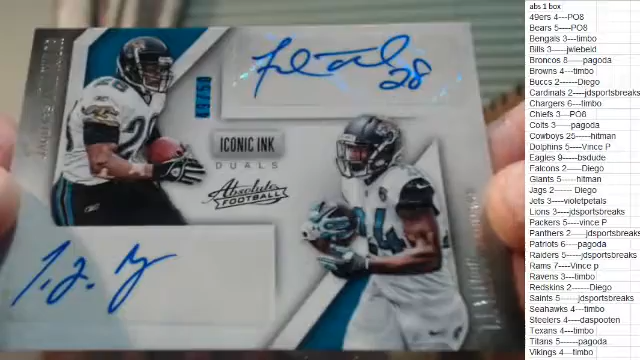 abs 1 box
49ers 4---PO8
Bears 5-----PO8
Bengals 3---timbo
Bills 3----jwiebeld
Broncos 8-----pagoda
Browns 4---timbo
Buccs 2-----Diego
Cardinals 2----jdsportsbreaks
Chargers 6---timbo
Chiefs 3---PO8
Colts 3----pagoda
Cowboys 25-----hitman
Dolphins 5-----Vince P
Eagles 9-----bsdude
Falcons 2-----Diego
Giants 5-----hitman
Jags 2------ Diego
Jets 3----violetpetals
Lions 3----jdsportsbreaks
Packers 5----vince P
Panthers 2-----jdsportsbreaks
Patriots 6----pagoda
Raiders 5-----jdsportsbreaks
Rams 7-----Vince p
Ravens 3---timbo
Redskins 2------Diego
Saints 5------jdsportsbreaks
Seahawks 4---timbo
Steelers 4----daspooten
Texans 4---timbo
Titans 5------pagoda
Vikings 4---timbo
28
49/50
ICONIC INK
DUALS
Absolute
FOOTBALL